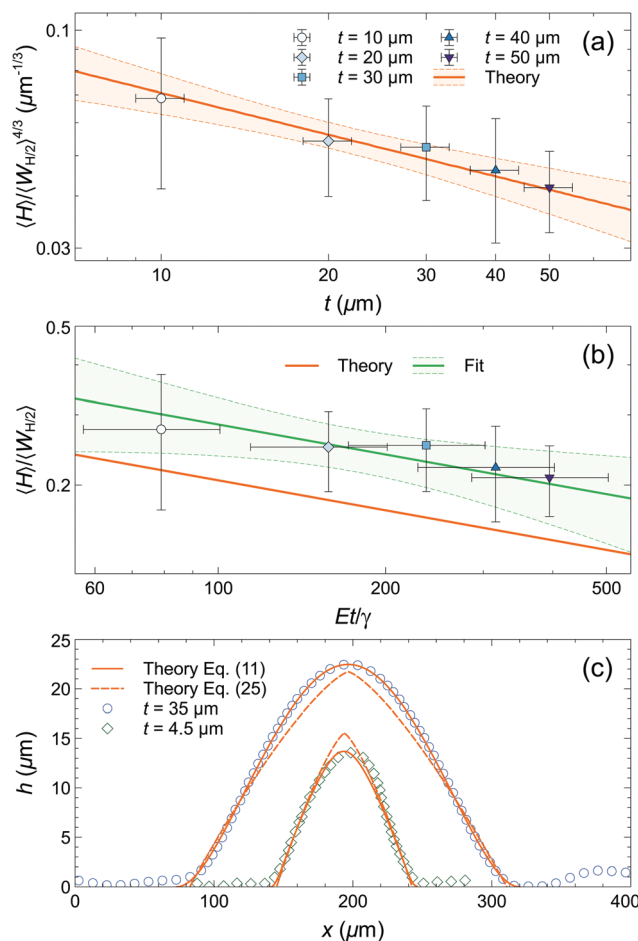 0.1
(a)
t = 10 µm
t = 40 µm
t = 20 µm
t = 50 µm
t = 30 µm
Theory
⟨H⟩/⟨W_H/2⟩^4/3 (µm^-1/3)
0.03
10
20
30
40
50
t (µm)
0.5
(b)
Theory
Fit
⟨H⟩/⟨W_H/2⟩
0.2
60
100
200
500
Et/γ
25
(c)
Theory Eq. (11)
20
Theory Eq. (25)
t = 35 µm
15
t = 4.5 µm
h (µm)
10
5
0
0
100
200
300
400
x (µm)